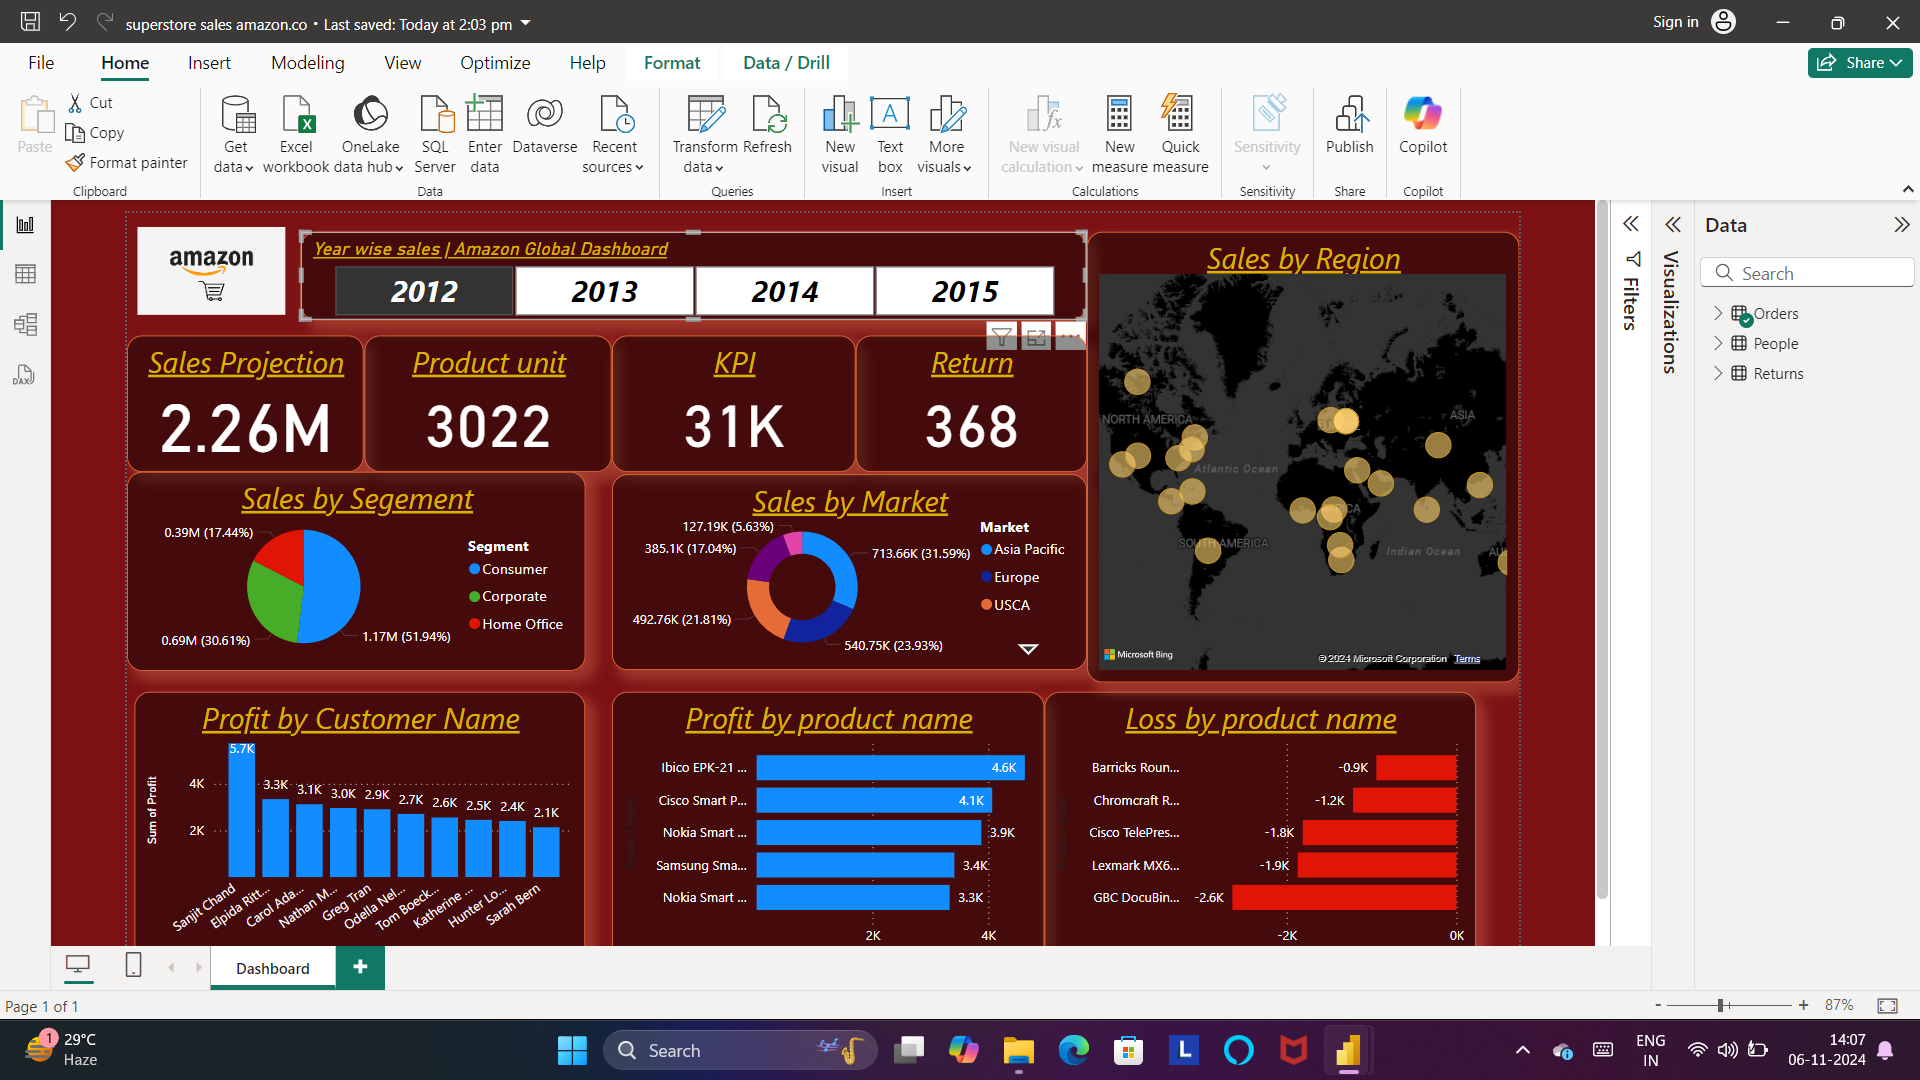 superstore sales amazon.co • Last saved: Today at 2:03 pm
Sign in
File Home Insert Modeling View Optimize Help Format Data / Drill
Share
Paste
Cut
Copy
Format painter
Clipboard
Get data
Excel workbook
OneLake data hub
SQL Server
Enter data
Dataverse
Recent sources
Data
Transform data
Refresh
Queries
New visual
Text box
More visuals
Insert
New visual calculation
New measure
Quick measure
Calculations
Sensitivity
Sensitivity
Publish
Share
Copilot
Copilot
DAX
amazon
Year wise sales | Amazon Global Dashboard
2012 2013 2014 2015
Sales Projection
2.26M
Product unit
3022
KPI
31K
Return
368
Sales by Region
NORTH AMERICA
ASIA
Atlantic Ocean
SOUTH AMERICA
Indian Ocean
AU
Microsoft Bing
© 2024 Microsoft Corporation Terms
Sales by Segement
0.39M (17.44%)
0.69M (30.61%)
1.17M (51.94%)
Segment
Consumer
Corporate
Home Office
Sales by Market
127.19K (5.63%)
385.1K (17.04%)
713.66K (31.59%)
492.76K (21.81%)
540.75K (23.93%)
Market
Asia Pacific
Europe
USCA
Profit by Customer Name
Sum of Profit
4K
2K
5.7K 3.3K 3.1K 3.0K 2.9K 2.7K 2.6K 2.5K 2.4K 2.1K
Sanjit Chand
Elpida Ritt...
Carol Ada...
Nathan M...
Greg Tran
Odella Nel...
Tom Boeck...
Katherine ...
Hunter Lo...
Sarah Bern
Profit by product name
Product Name
Ibico EPK-21 ... 4.6K
Cisco Smart P... 4.1K
Nokia Smart ... 3.9K
Samsung Sma... 3.4K
Nokia Smart ... 3.3K
2K 4K
Loss by product name
Product Name
Barricks Roun... -0.9K
Chromcraft R... -1.2K
Cisco TelePres... -1.8K
Lexmark MX6... -1.9K
GBC DocuBin... -2.6K
-2K 0K
Filters
Visualizations
Data
Search
Orders
People
Returns
Dashboard
Page 1 of 1
- + 87%
1
29°C
Haze
Search
L
ENG
IN
14:07
06-11-2024